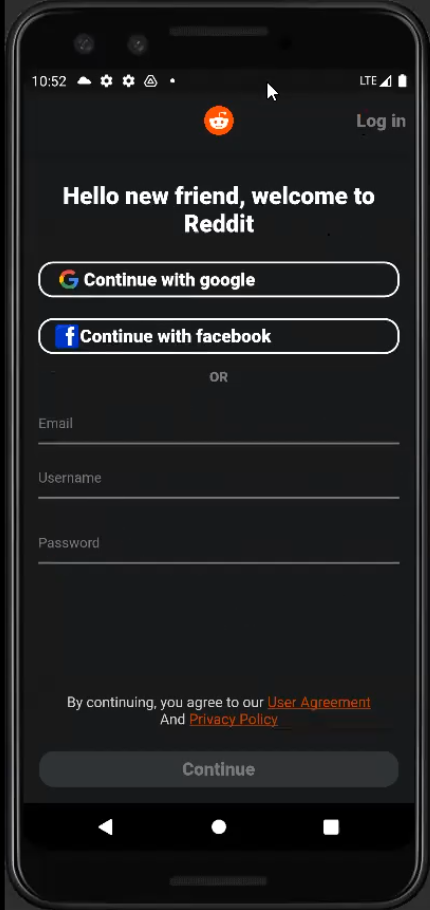 10:52 LTE
Log in
Hello new friend, welcome to
Reddit
Continue with google
Continue with facebook
OR
Email
Username
Password
By continuing, you agree to our User Agreement
And Privacy Policy
Continue